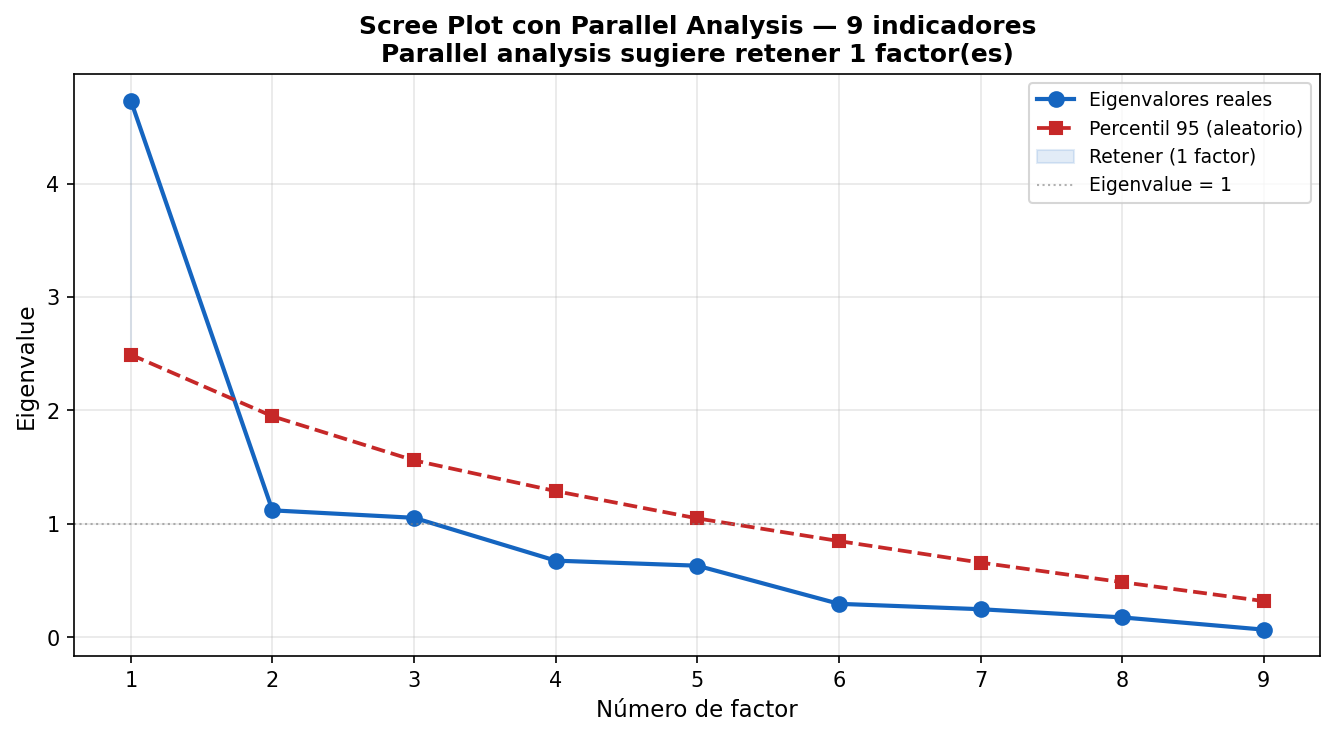 Scree Plot con Parallel Analysis — 9 indicadores
Parallel analysis sugiere retener 1 factor(es)
Eigenvalores reales
Percentil 95 (aleatorio)
Retener (1 factor)
Eigenvalue = 1
Eigenvalue
4
3
2
1
0
1 2 3 4 5 6 7 8 9
Número de factor